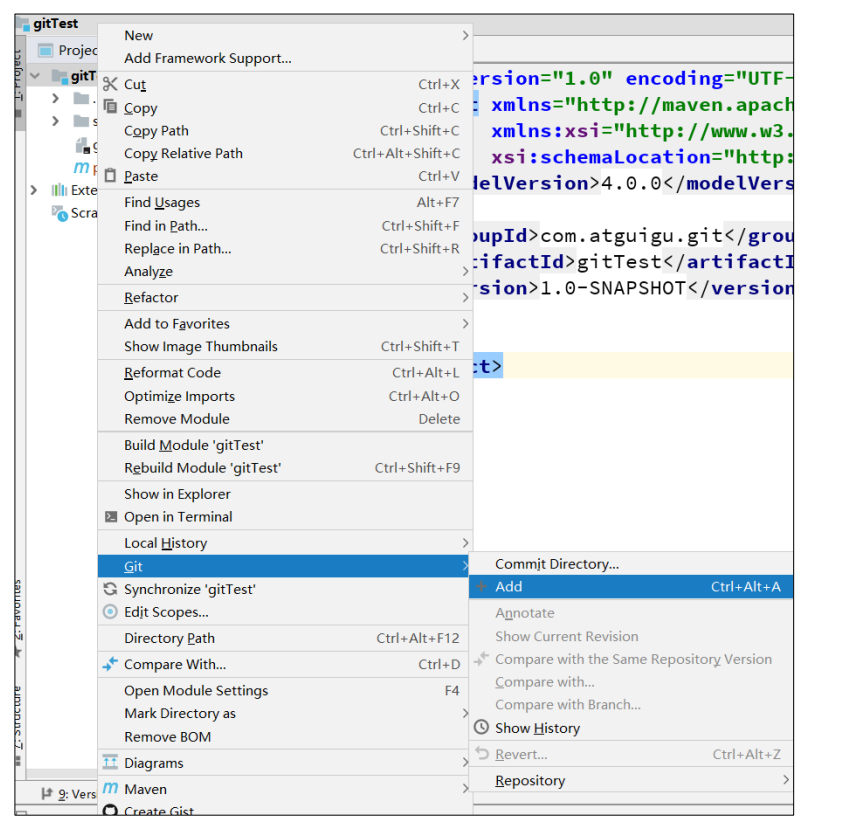 gitTest
New
Add Framework Support...
Cut Ctrl+X
Copy Ctrl+C
Copy Path Ctrl+Shift+C
Copy Relative Path Ctrl+Alt+Shift+C
Paste Ctrl+V
Find Usages Alt+F7
Find in Path... Ctrl+Shift+F
Replace in Path... Ctrl+Shift+R
Analyze
Refactor
Add to Favorites
Show Image Thumbnails Ctrl+Shift+T
Reformat Code Ctrl+Alt+L
Optimize Imports Ctrl+Alt+O
Remove Module Delete
Build Module 'gitTest'
Rebuild Module 'gitTest' Ctrl+Shift+F9
Show in Explorer
Open in Terminal
Local History
Git
Synchronize 'gitTest'
Edit Scopes...
Directory Path Ctrl+Alt+F12
Compare With... Ctrl+D
Open Module Settings F4
Mark Directory as
Remove BOM
Diagrams
Maven
Create Gist
Projec
gitT
Exte
Scra
1: Project
2: Favorites
7: Structure
9: Vers
ersion="1.0" encoding="UTF-
xmlns="http://maven.apach
xmlns:xsi="http://www.w3.
xsi:schemaLocation="http:
delVersion>4.0.0</modelVers
oupId>com.atguigu.git</grou
tifactId>gitTest</artifactI
rsion>1.0-SNAPSHOT</version
ct>
Commit Directory...
Add Ctrl+Alt+A
Annotate
Show Current Revision
Compare with the Same Repository Version
Compare with...
Compare with Branch...
Show History
Revert... Ctrl+Alt+Z
Repository